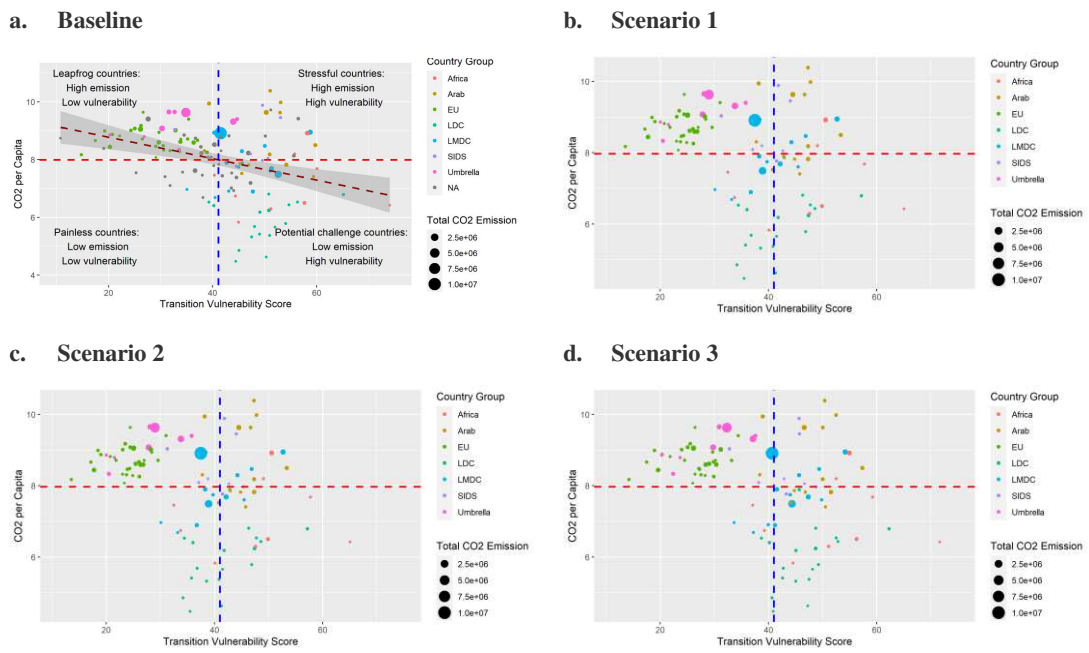 a. Baseline
Leapfrog countries:
High emission
Low vulnerability
Stressful countries:
High emission
High vulnerability
Painless countries:
Low emission
Low vulnerability
Potential challenge countries:
Low emission
High vulnerability
CO2 per Capita
10
8
6
4
20
40
60
Transition Vulnerability Score
Country Group
Africa
Arab
EU
LDC
LMDC
SIDS
Umbrella
NA
Total CO2 Emission
2.5e+06
5.0e+06
7.5e+06
1.0e+07
b. Scenario 1
CO2 per Capita
10
8
6
20
40
60
Transition Vulnerability Score
Country Group
Africa
Arab
EU
LDC
LMDC
SIDS
Umbrella
Total CO2 Emission
2.5e+06
5.0e+06
7.5e+06
1.0e+07
c. Scenario 2
CO2 per Capita
10
8
6
20
40
60
Transition Vulnerability Score
Country Group
Africa
Arab
EU
LDC
LMDC
SIDS
Umbrella
Total CO2 Emission
2.5e+06
5.0e+06
7.5e+06
1.0e+07
d. Scenario 3
CO2 per Capita
10
8
6
20
40
60
Transition Vulnerability Score
Country Group
Africa
Arab
EU
LDC
LMDC
SIDS
Umbrella
Total CO2 Emission
2.5e+06
5.0e+06
7.5e+06
1.0e+07